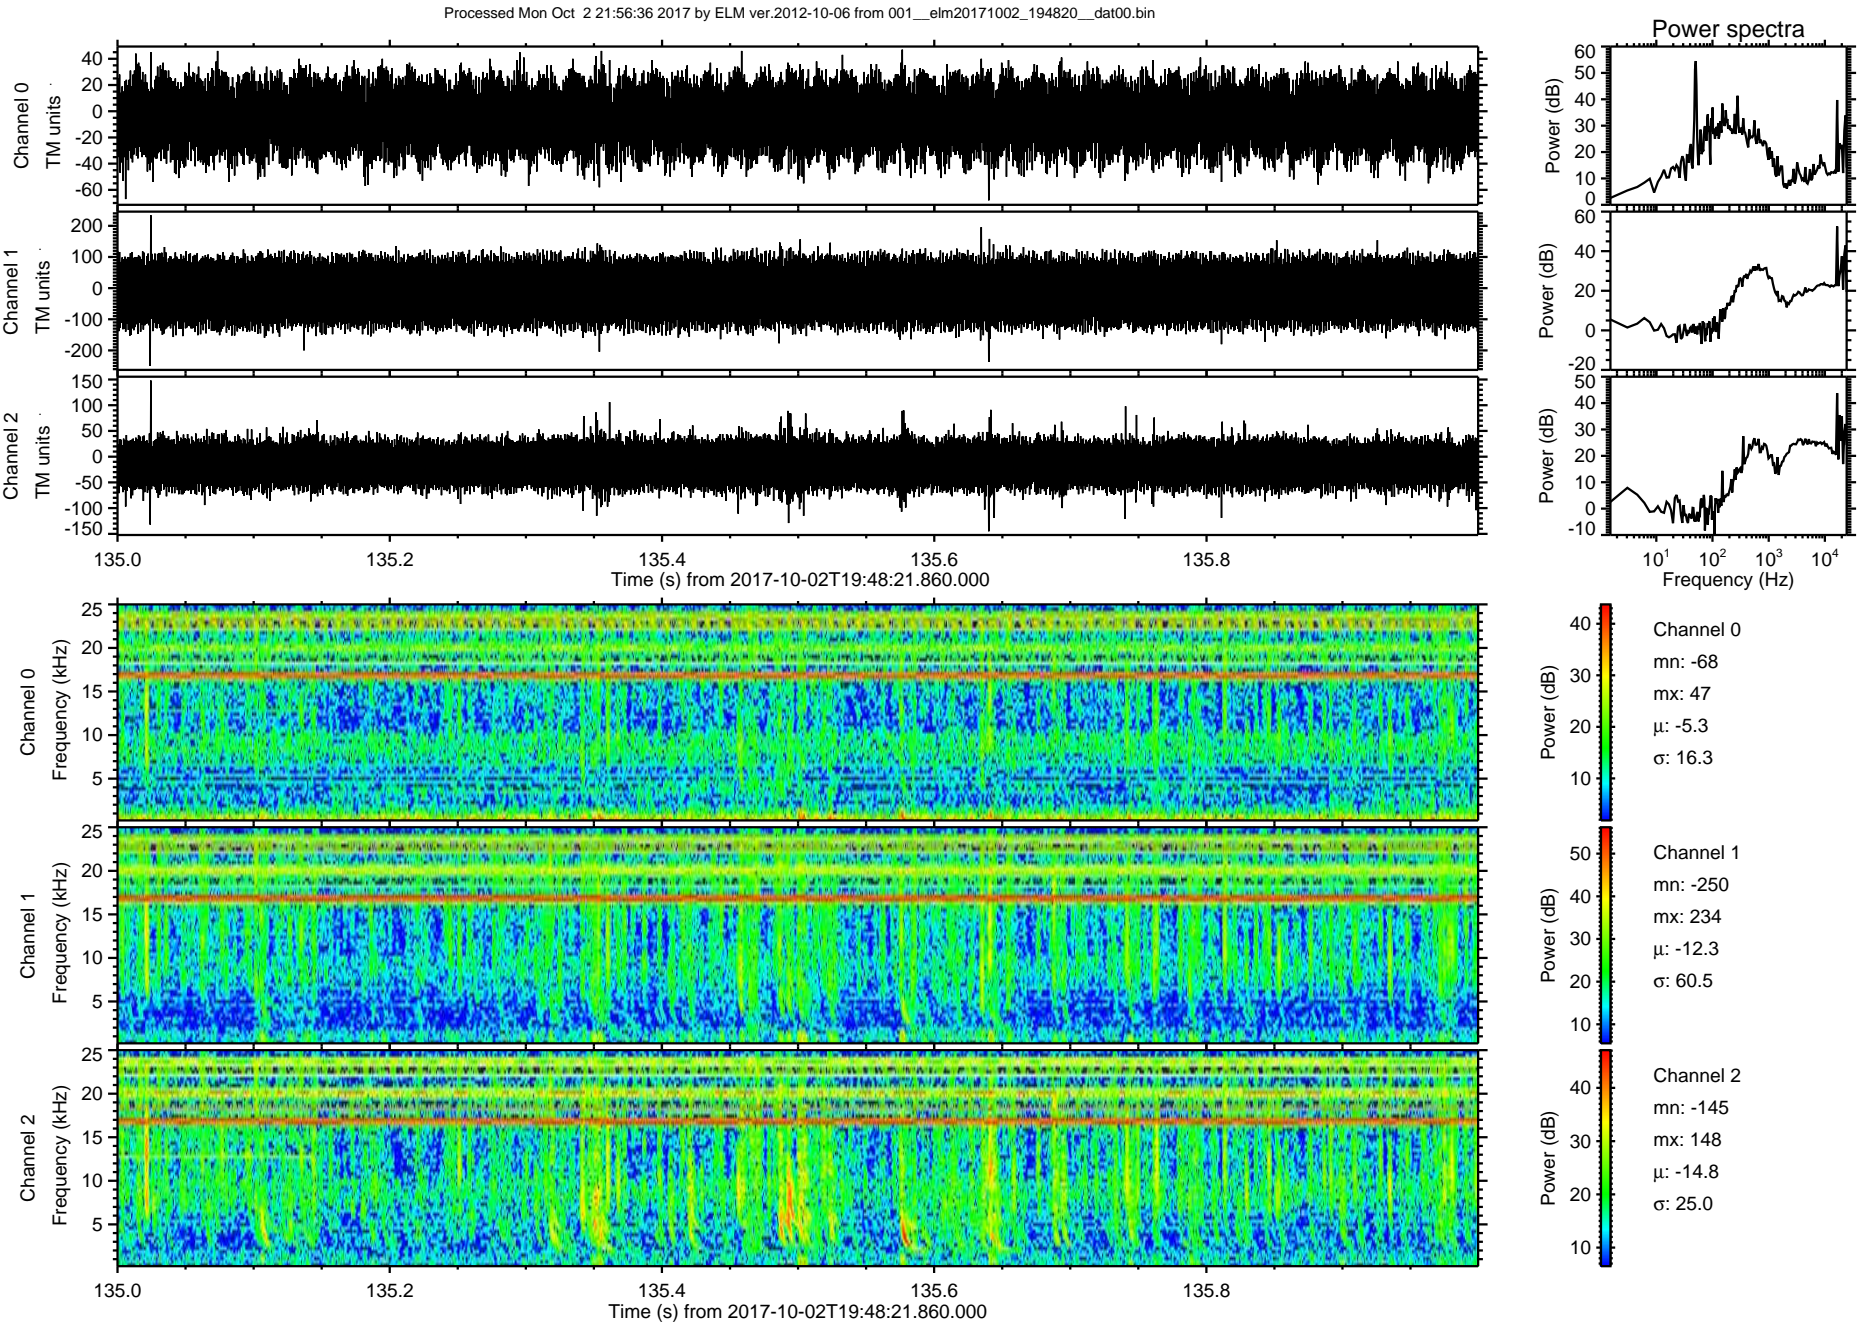 Processed Mon Oct  2 21:56:36 2017 by ELM ver.2012-10-06 from 001__elm20171002_194820__dat00.bin
Power spectra
Channel 0
TM units
40
20
0
-20
-40
-60
Power (dB)
60
50
40
30
20
10
0
Channel 1
TM units
200
100
0
-100
-200
Power (dB)
60
40
20
0
-20
Channel 2
TM units
150
100
50
0
-50
-100
-150
Power (dB)
50
40
30
20
10
0
-10
135.0 135.2 135.4 135.6 135.8
Time (s) from 2017-10-02T19:48:21.860.000
10^1 10^2 10^3 10^4
Frequency (Hz)
Channel 0
Frequency (kHz)
25
20
15
10
5
Power (dB)
40
30
20
10
Channel 0
mn: -68
mx: 47
μ: -5.3
σ: 16.3
Channel 1
Frequency (kHz)
25
20
15
10
5
Power (dB)
50
40
30
20
10
Channel 1
mn: -250
mx: 234
μ: -12.3
σ: 60.5
Channel 2
Frequency (kHz)
25
20
15
10
5
Power (dB)
40
30
20
10
Channel 2
mn: -145
mx: 148
μ: -14.8
σ: 25.0
135.0 135.2 135.4 135.6 135.8
Time (s) from 2017-10-02T19:48:21.860.000